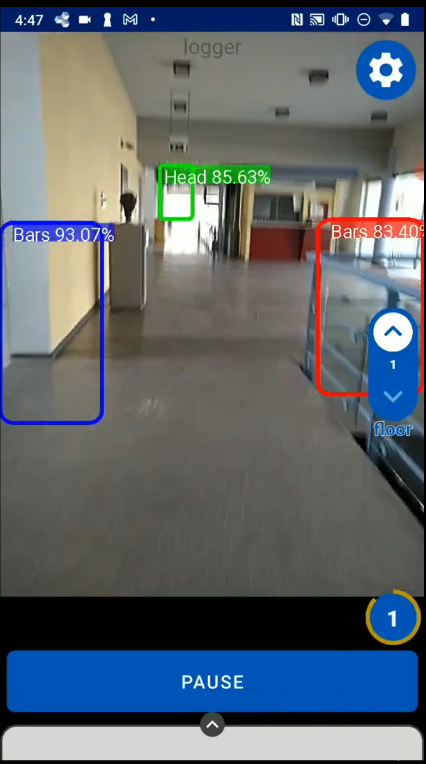 4:47
logger
Head 85.63%
Bars 93.07%
Bars 83.40%
1
floor
1
PAUSE